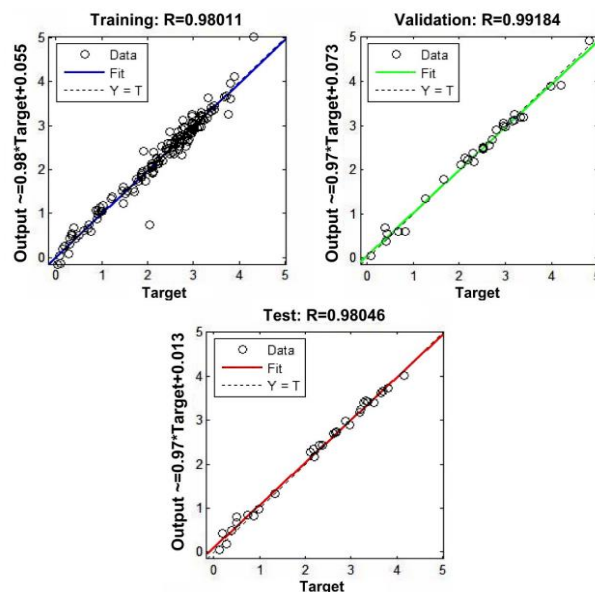 Training: R=0.98011
Output ~=0.98*Target+0.055
5
4
3
2
1
0
Data
Fit
Y = T
0 1 2 3 4 5
Target
Validation: R=0.99184
Output ~=0.97*Target+0.073
5
4
3
2
1
0
Data
Fit
Y = T
0 1 2 3 4 5
Target
Test: R=0.98046
Output ~=0.97*Target+0.013
5
4
3
2
1
0
Data
Fit
Y = T
0 1 2 3 4 5
Target